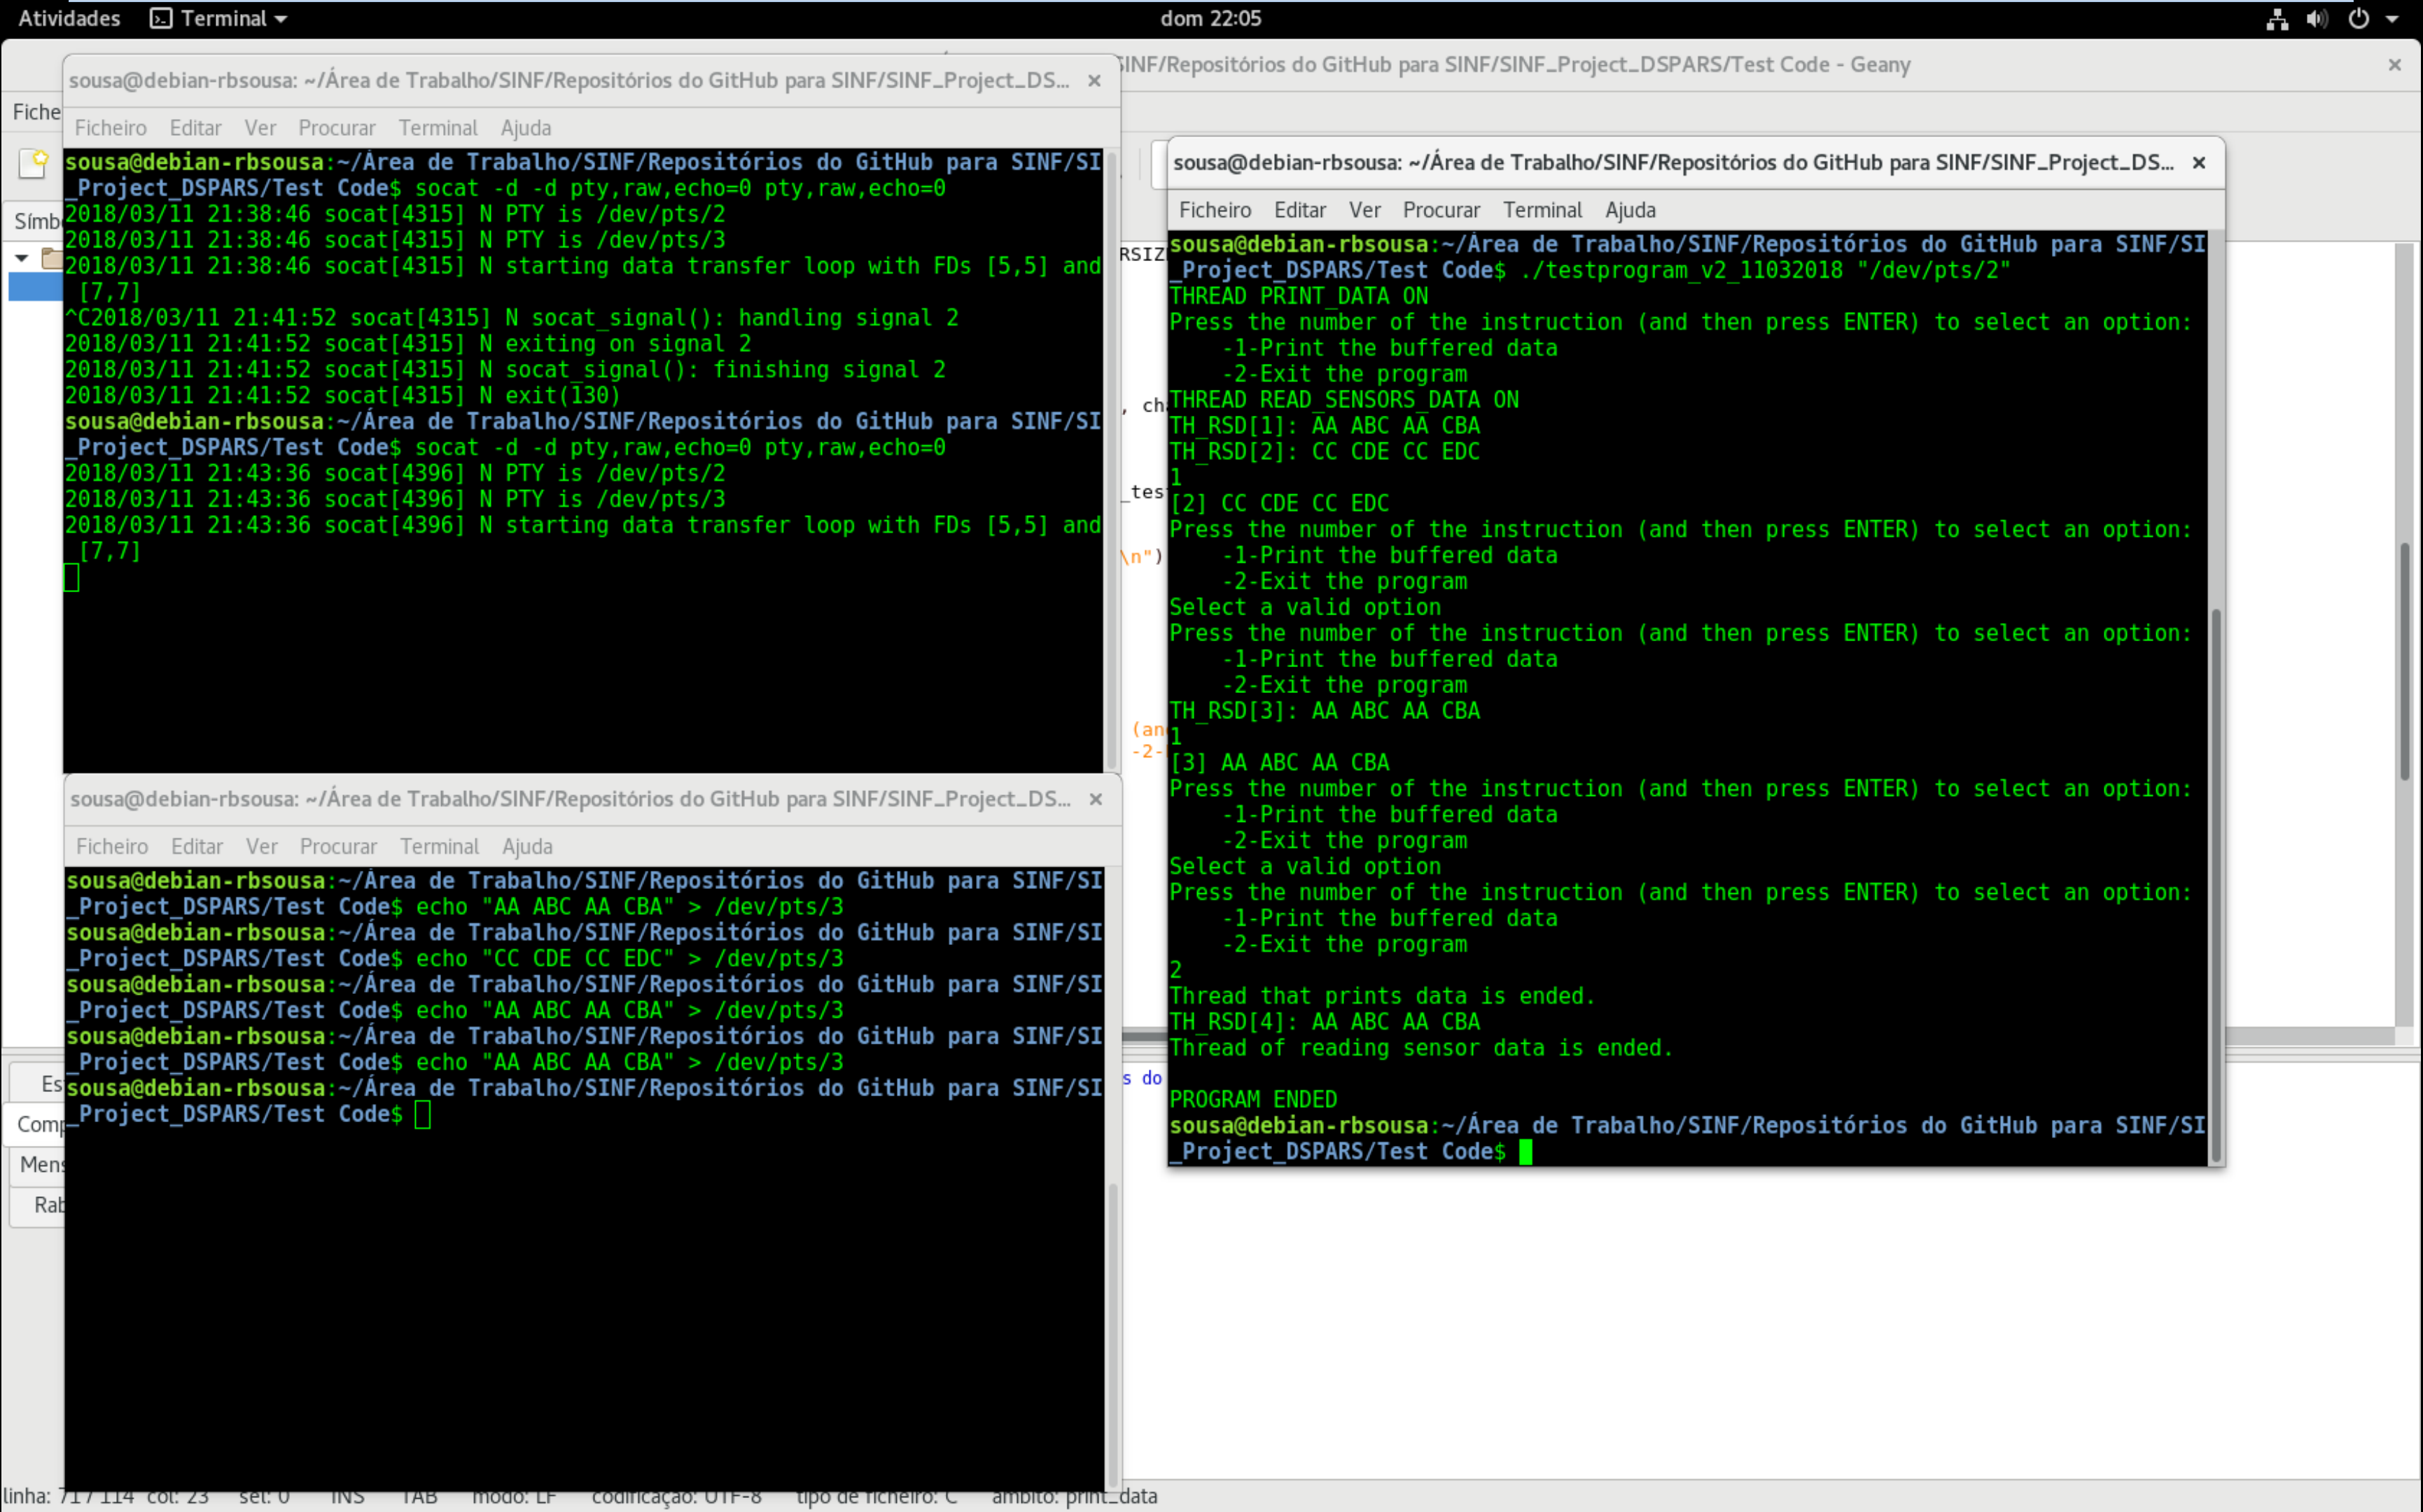 Atividades Terminal dom 22:05
SINF/Repositórios do GitHub para SINF/SINF_Project_DSPARS/Test Code - Geany
sousa@debian-rbsousa: ~/Área de Trabalho/SINF/Repositórios do GitHub para SINF/SINF_Project_DS...
Ficheiro Editar Ver Procurar Terminal Ajuda
sousa@debian-rbsousa:~/Área de Trabalho/SINF/Repositórios do GitHub para SINF/SI
_Project_DSPARS/Test Code$ socat -d -d pty,raw,echo=0 pty,raw,echo=0
2018/03/11 21:38:46 socat[4315] N PTY is /dev/pts/2
2018/03/11 21:38:46 socat[4315] N PTY is /dev/pts/3
2018/03/11 21:38:46 socat[4315] N starting data transfer loop with FDs [5,5] and
[7,7]
^C2018/03/11 21:41:52 socat[4315] N socat_signal(): handling signal 2
2018/03/11 21:41:52 socat[4315] N exiting on signal 2
2018/03/11 21:41:52 socat[4315] N socat_signal(): finishing signal 2
2018/03/11 21:41:52 socat[4315] N exit(130)
sousa@debian-rbsousa:~/Área de Trabalho/SINF/Repositórios do GitHub para SINF/SI
_Project_DSPARS/Test Code$ socat -d -d pty,raw,echo=0 pty,raw,echo=0
2018/03/11 21:43:36 socat[4396] N PTY is /dev/pts/2
2018/03/11 21:43:36 socat[4396] N PTY is /dev/pts/3
2018/03/11 21:43:36 socat[4396] N starting data transfer loop with FDs [5,5] and
[7,7]
sousa@debian-rbsousa: ~/Área de Trabalho/SINF/Repositórios do GitHub para SINF/SINF_Project_DS...
Ficheiro Editar Ver Procurar Terminal Ajuda
sousa@debian-rbsousa:~/Área de Trabalho/SINF/Repositórios do GitHub para SINF/SI
_Project_DSPARS/Test Code$ echo "AA ABC AA CBA" > /dev/pts/3
sousa@debian-rbsousa:~/Área de Trabalho/SINF/Repositórios do GitHub para SINF/SI
_Project_DSPARS/Test Code$ echo "CC CDE CC EDC" > /dev/pts/3
sousa@debian-rbsousa:~/Área de Trabalho/SINF/Repositórios do GitHub para SINF/SI
_Project_DSPARS/Test Code$ echo "AA ABC AA CBA" > /dev/pts/3
sousa@debian-rbsousa:~/Área de Trabalho/SINF/Repositórios do GitHub para SINF/SI
_Project_DSPARS/Test Code$ echo "AA ABC AA CBA" > /dev/pts/3
sousa@debian-rbsousa:~/Área de Trabalho/SINF/Repositórios do GitHub para SINF/SI
_Project_DSPARS/Test Code$
sousa@debian-rbsousa: ~/Área de Trabalho/SINF/Repositórios do GitHub para SINF/SINF_Project_DS...
Ficheiro Editar Ver Procurar Terminal Ajuda
sousa@debian-rbsousa:~/Área de Trabalho/SINF/Repositórios do GitHub para SINF/SI
_Project_DSPARS/Test Code$ ./testprogram_v2_11032018 "/dev/pts/2"
THREAD PRINT_DATA ON
Press the number of the instruction (and then press ENTER) to select an option:
-1-Print the buffered data
-2-Exit the program
THREAD READ_SENSORS_DATA ON
TH_RSD[1]: AA ABC AA CBA
TH_RSD[2]: CC CDE CC EDC
1
[2] CC CDE CC EDC
Press the number of the instruction (and then press ENTER) to select an option:
-1-Print the buffered data
-2-Exit the program
Select a valid option
Press the number of the instruction (and then press ENTER) to select an option:
-1-Print the buffered data
-2-Exit the program
TH_RSD[3]: AA ABC AA CBA
1
[3] AA ABC AA CBA
Press the number of the instruction (and then press ENTER) to select an option:
-1-Print the buffered data
-2-Exit the program
Select a valid option
Press the number of the instruction (and then press ENTER) to select an option:
-1-Print the buffered data
-2-Exit the program
2
Thread that prints data is ended.
TH_RSD[4]: AA ABC AA CBA
Thread of reading sensor data is ended.
PROGRAM ENDED
sousa@debian-rbsousa:~/Área de Trabalho/SINF/Repositórios do GitHub para SINF/SI
_Project_DSPARS/Test Code$
Fiche
Símb
RSIZ
, ch
_tes
\n")
(an
-2-
s do
Es
Comp
Mens
Rab
linha: 71 / 114 col: 23 sel: 0 INS TAB modo: LF codificação: UTF-8 tipo de ficheiro: C âmbito: print_data